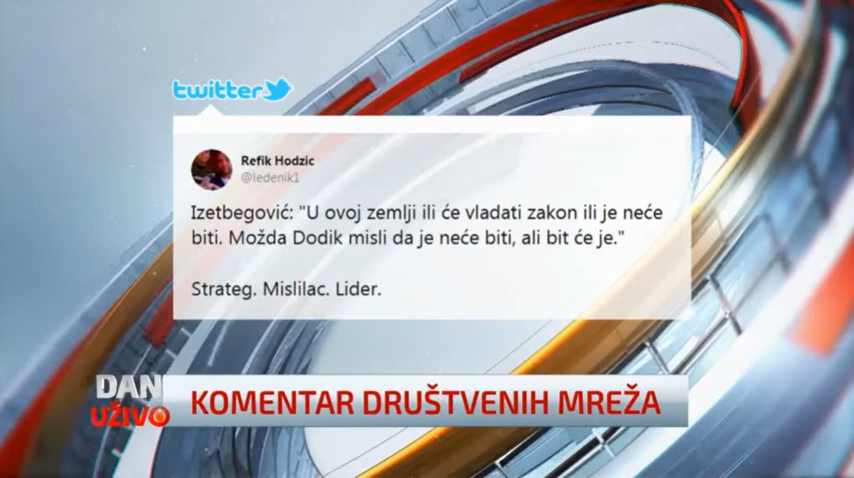 twitter
Refik Hodzic
@ledenik1
Izetbegović: "U ovoj zemlji ili će vladati zakon ili je neće
biti. Možda Dodik misli da je neće biti, ali bit će je."
Strateg. Mislilac. Lider.
DAN
UŽIVO
KOMENTAR DRUŠTVENIH MREŽA